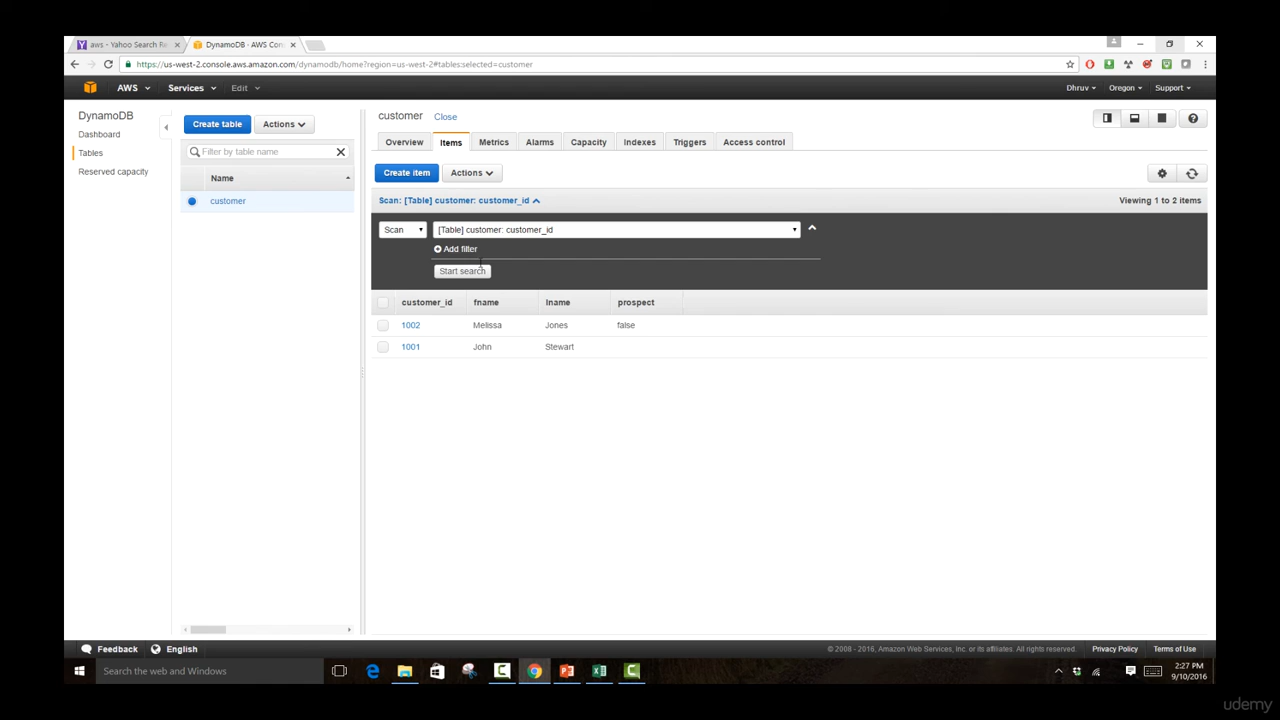 aws - Yahoo Search Re
DynamoDB - AWS Con
https://us-west-2.console.aws.amazon.com/dynamodb/home?region=us-west-2#tables:selected=customer
AWS Services Edit Dhruv Oregon Support
DynamoDB
Dashboard
Tables
Reserved capacity
Create table Actions
Filter by table name
Name
customer
customer Close
Overview Items Metrics Alarms Capacity Indexes Triggers Access control
Create item Actions
Scan: [Table] customer: customer_id Viewing 1 to 2 items
Scan [Table] customer: customer_id
Add filter
Start search
customer_id fname lname prospect
1002 Melissa Jones false
1001 John Stewart
Feedback English © 2008 - 2016, Amazon Web Services, Inc. or its affiliates. All rights reserved. Privacy Policy Terms of Use
Search the web and Windows
2:27 PM
9/10/2016
udemy